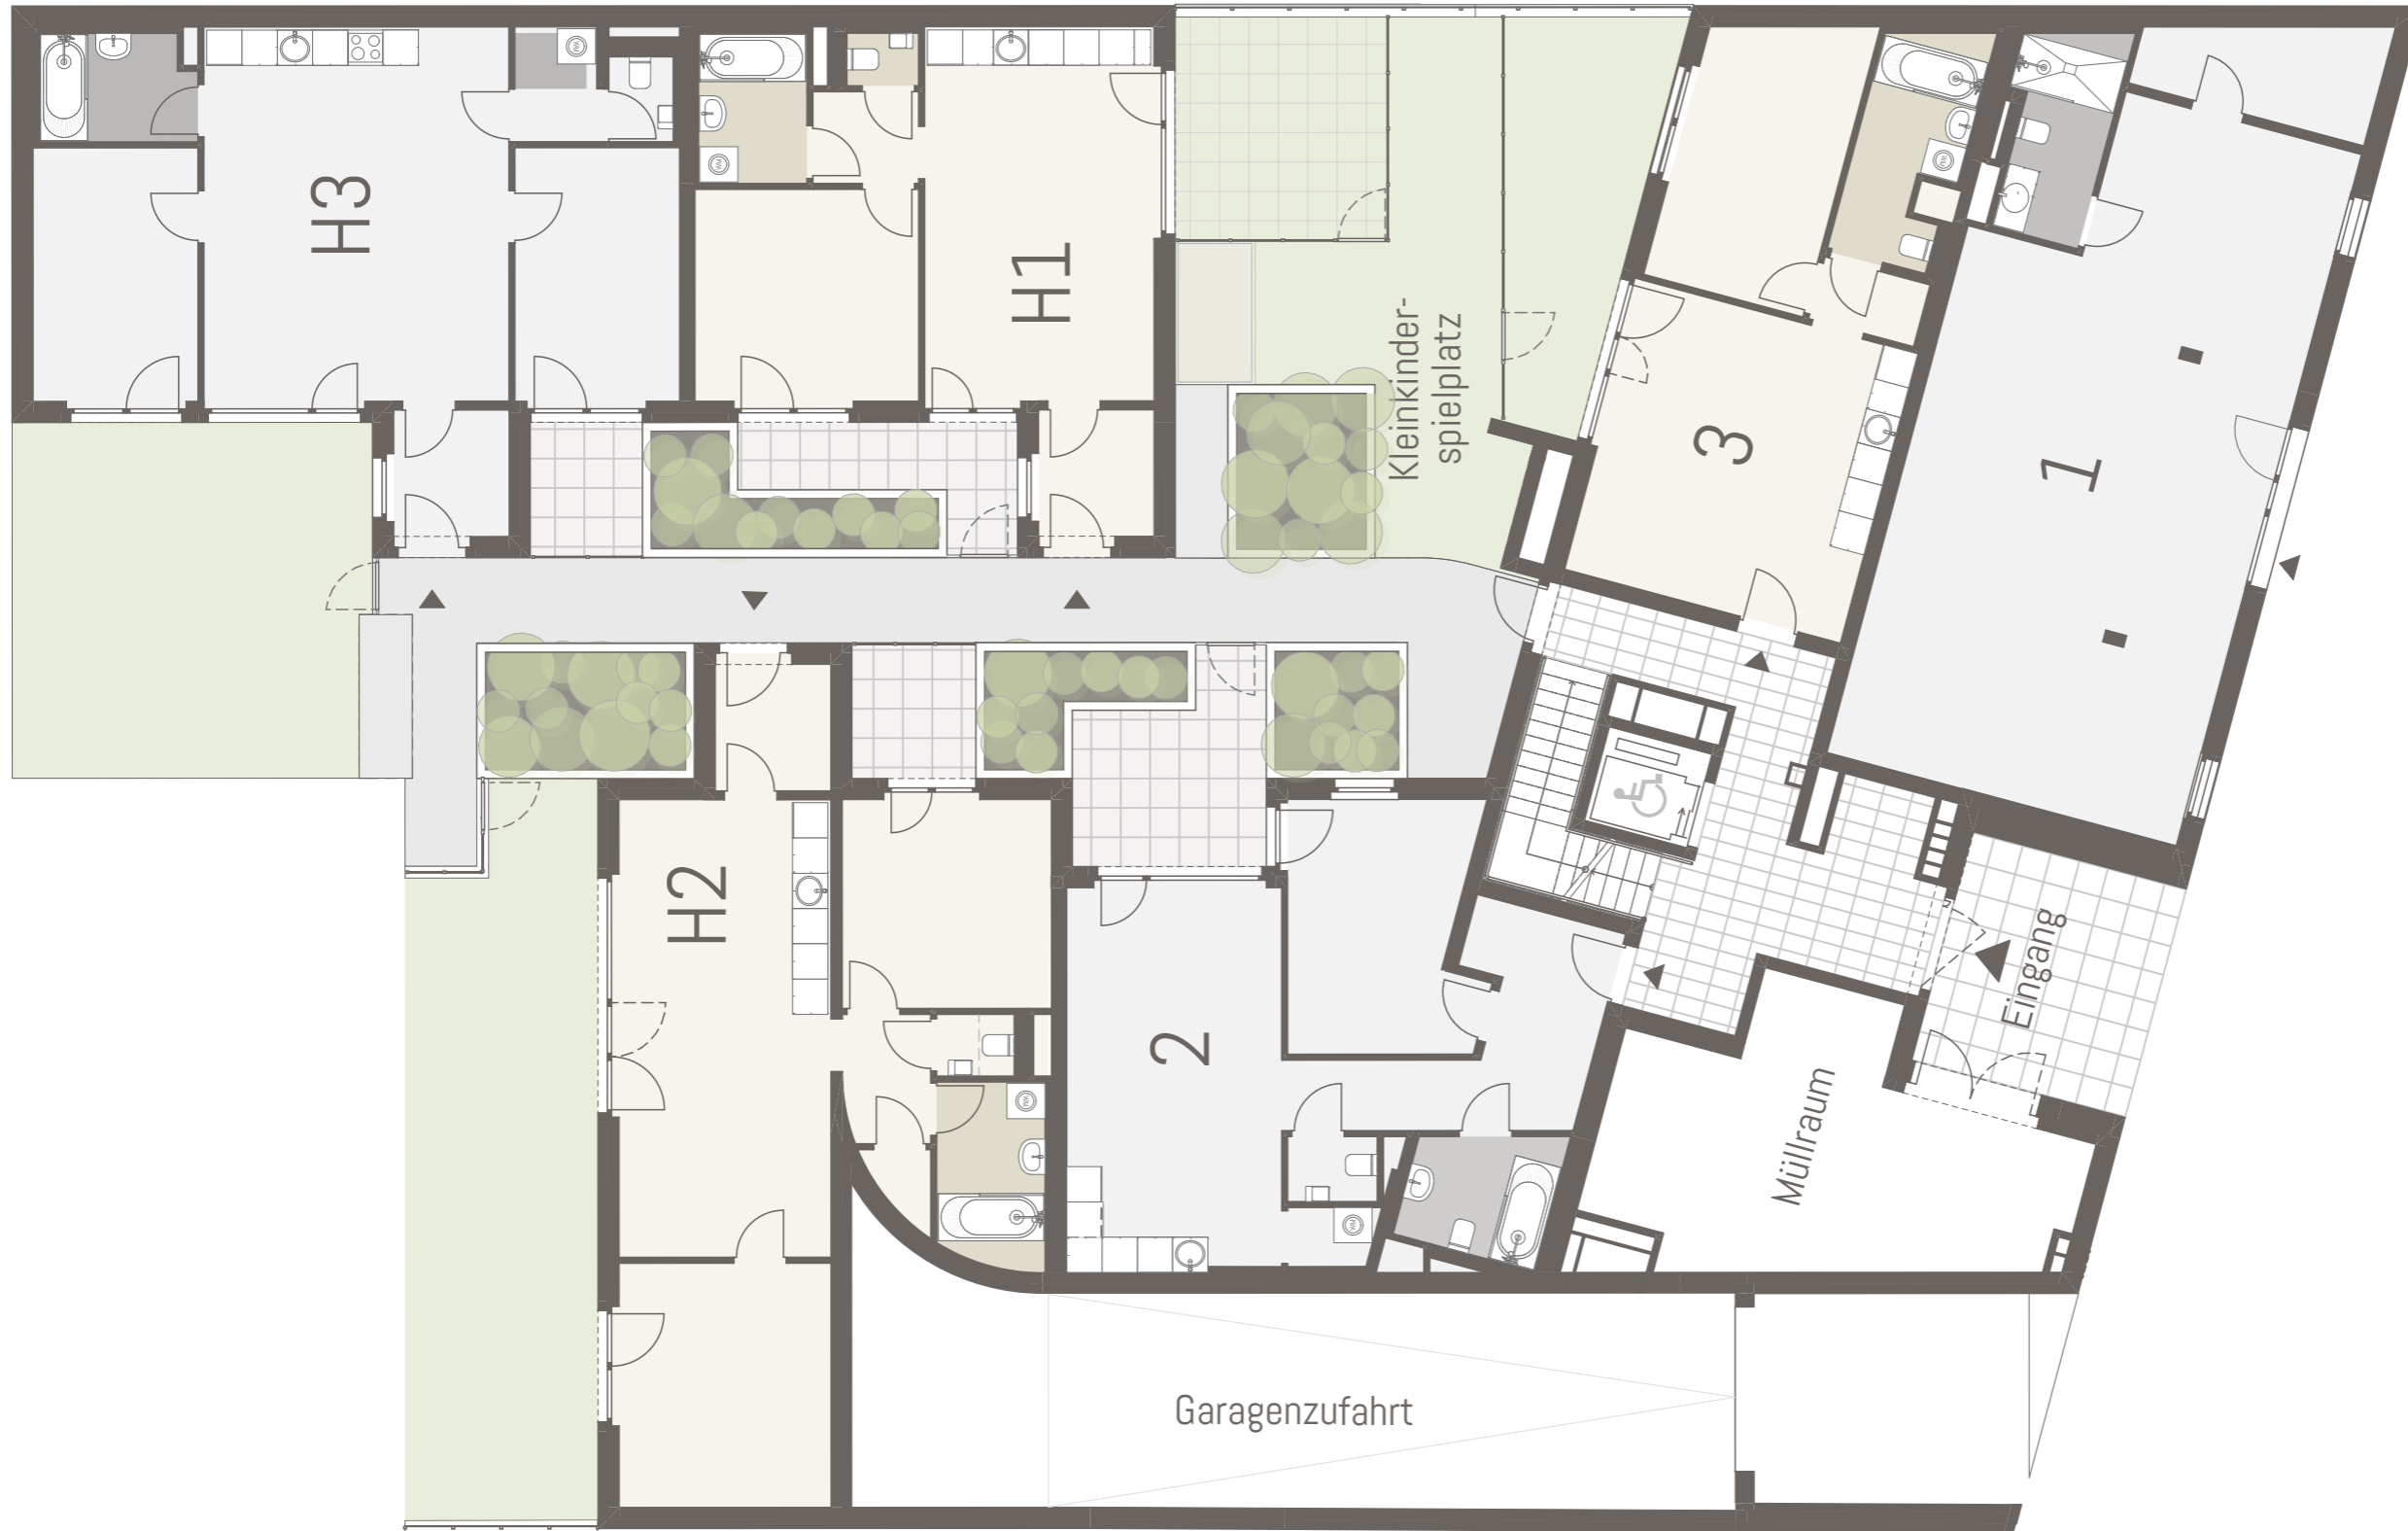 H3
H1
Kleinkinder-
spielplatz
3
1
H2
2
Eingang
Müllraum
Garagenzufahrt